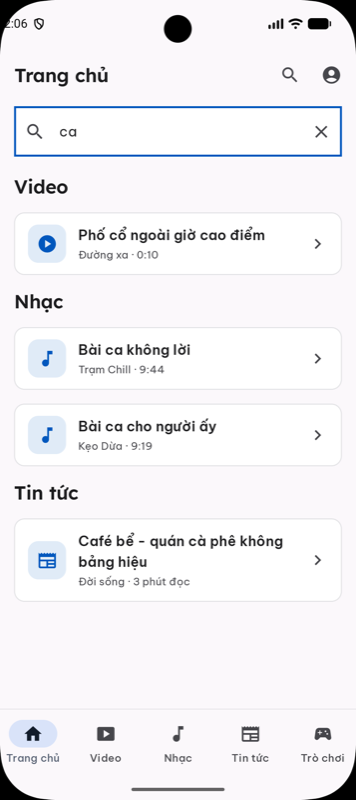 2:06
Trang chủ
ca
Video
Phố cổ ngoài giờ cao điểm
Đường xa · 0:10
Nhạc
Bài ca không lời
Trạm Chill · 9:44
Bài ca cho người ấy
Kẹo Dừa · 9:19
Tin tức
Café bể - quán cà phê không
bảng hiệu
Đời sống · 3 phút đọc
Trang chủ
Video
Nhạc
Tin tức
Trò chơi